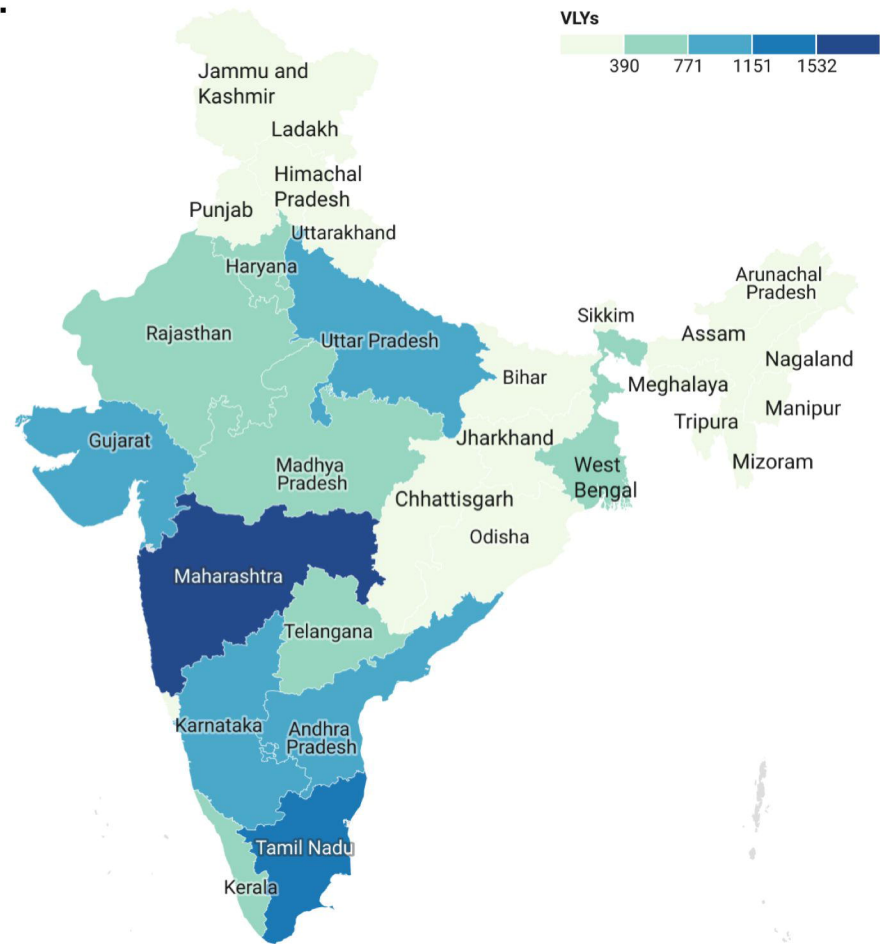 VLYs
390 771 1151 1532
Jammu and
Kashmir
Ladakh
Himachal
Pradesh
Punjab
Uttarakhand
Haryana
Arunachal
Pradesh
Sikkim
Rajasthan
Uttar Pradesh
Assam
Nagaland
Bihar
Meghalaya
Manipur
Tripura
Gujarat
Jharkhand
Mizoram
Madhya
Pradesh
West
Bengal
Chhattisgarh
Odisha
Maharashtra
Telangana
Karnataka
Andhra
Pradesh
Tamil Nadu
Kerala